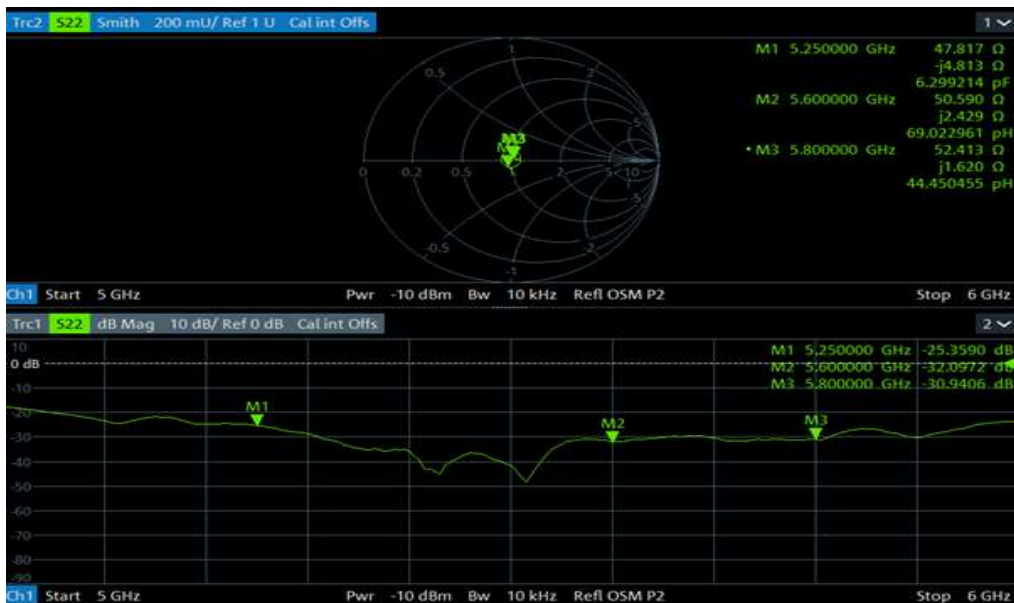 Trc2 S22 Smith 200 mU/ Ref 1 U Cal int Offs 1
M1 5.250000 GHz 47.817 Ω
-j4.813 Ω
6.299214 pF
M2 5.600000 GHz 50.590 Ω
j2.429 Ω
69.022961 pH
• M3 5.800000 GHz 52.413 Ω
j1.620 Ω
44.450455 pH
1
0.5
2
5
M3
0 0.2 0.5 1 2 5 10
-5
-0.5
-2
-1
Ch1 Start 5 GHz Pwr -10 dBm Bw 10 kHz Refl OSM P2 Stop 6 GHz
Trc1 S22 dB Mag 10 dB/ Ref 0 dB Cal int Offs 2
10
M1 5.250000 GHz -25.3590 dB
0 dB
M2 5.600000 GHz -32.0972 dB
M3 5.800000 GHz -30.9406 dB
-10
M1
-20
M2
M3
-30
-40
-50
-60
-70
-80
-90
Ch1 Start 5 GHz Pwr -10 dBm Bw 10 kHz Refl OSM P2 Stop 6 GHz